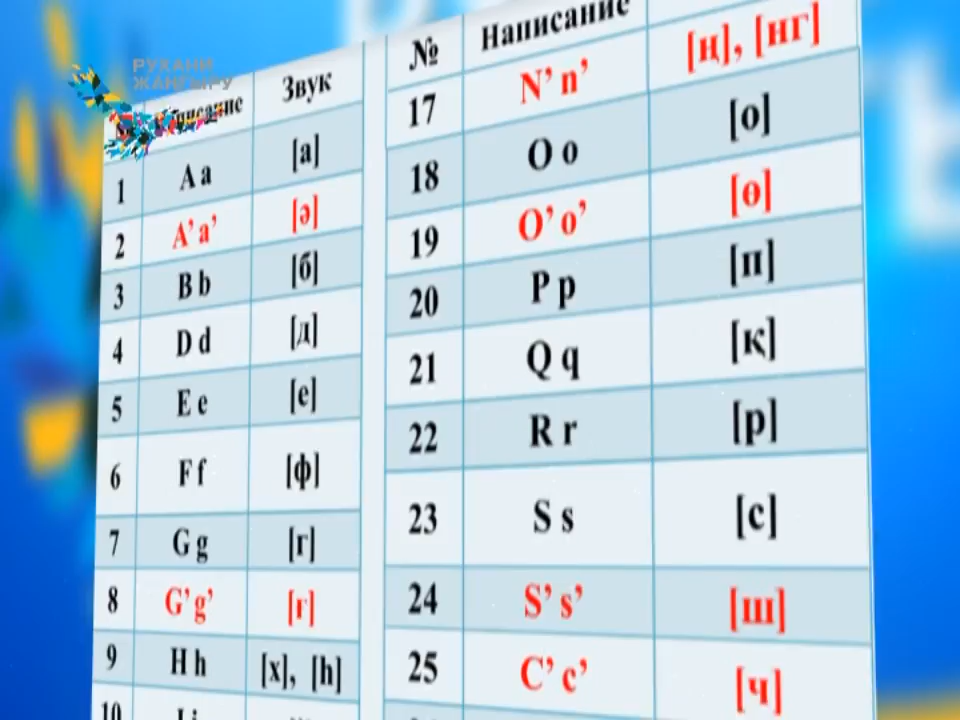 РУХАНИ
ЖАҢҒЫРУ
Звук
1 A a [а]
2 A’ a’ [ə]
3 B b [б]
4 D d [д]
5 E e [е]
6 F f [ф]
7 G g [г]
8 G’ g’ [ғ]
9 H h [х], [h]
10 I i
№ Написание
17 N’ n’ [ң], [нг]
18 O o [о]
19 O’ o’ [ө]
20 P p [п]
21 Q q [қ]
22 R r [р]
23 S s [с]
24 S’ s’ [ш]
25 C’ c’ [ч]